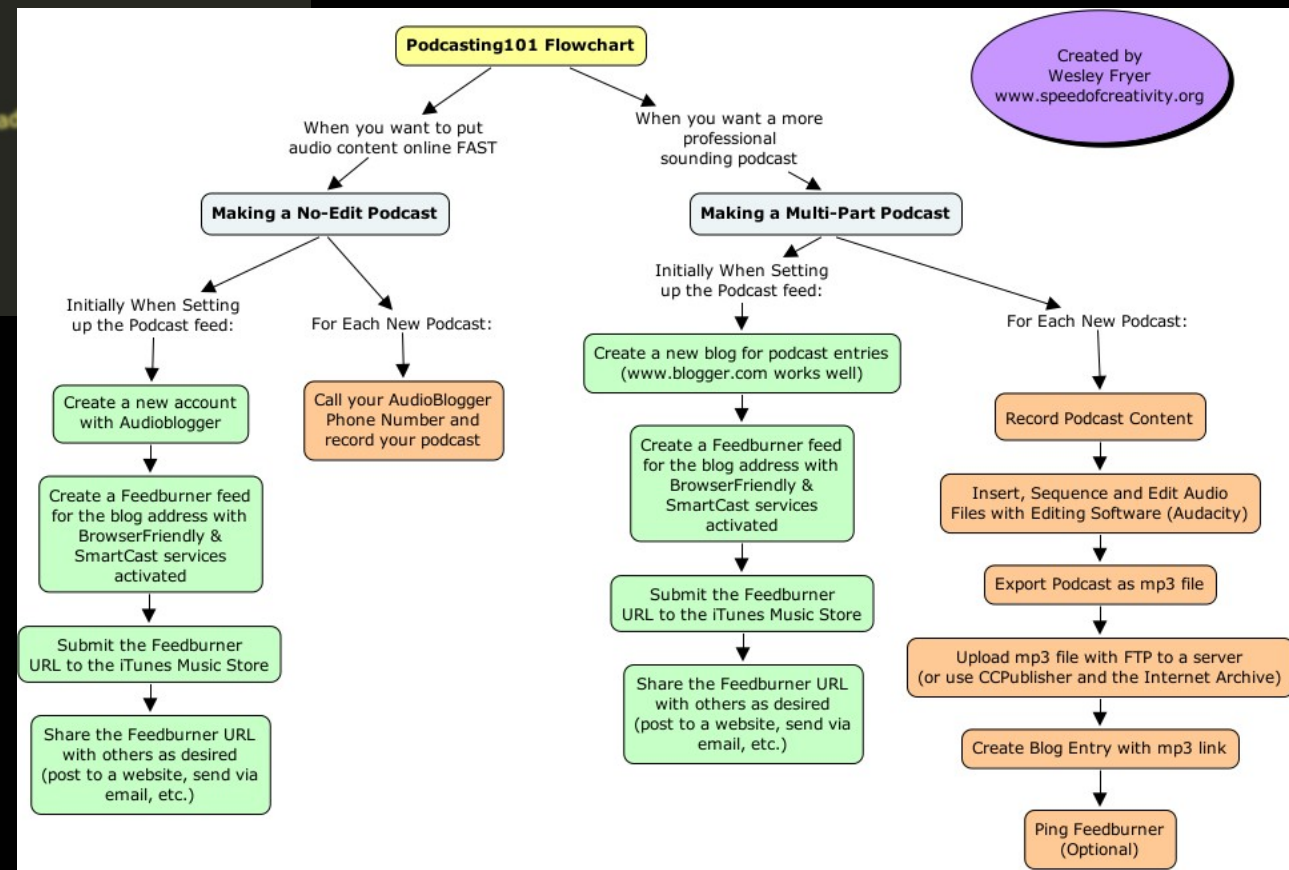 Podcasting101 Flowchart
Created by
Wesley Fryer
www.speedofcreativity.org
When you want to put
audio content online FAST
When you want a more
professional
sounding podcast
Making a No-Edit Podcast
Making a Multi-Part Podcast
Initially When Setting
up the Podcast feed:
For Each New Podcast:
Create a new account
with Audioblogger
Call your AudioBlogger
Phone Number and
record your podcast
Create a Feedburner feed
for the blog address with
BrowserFriendly &
SmartCast services
activated
Submit the Feedburner
URL to the iTunes Music Store
Share the Feedburner URL
with others as desired
(post to a website, send via
email, etc.)
Initially When Setting
up the Podcast feed:
For Each New Podcast:
Create a new blog for podcast entries
(www.blogger.com works well)
Create a Feedburner feed
for the blog address with
BrowserFriendly &
SmartCast services
activated
Submit the Feedburner
URL to the iTunes Music Store
Share the Feedburner URL
with others as desired
(post to a website, send via
email, etc.)
Record Podcast Content
Insert, Sequence and Edit Audio
Files with Editing Software (Audacity)
Export Podcast as mp3 file
Upload mp3 file with FTP to a server
(or use CCPublisher and the Internet Archive)
Create Blog Entry with mp3 link
Ping Feedburner
(Optional)